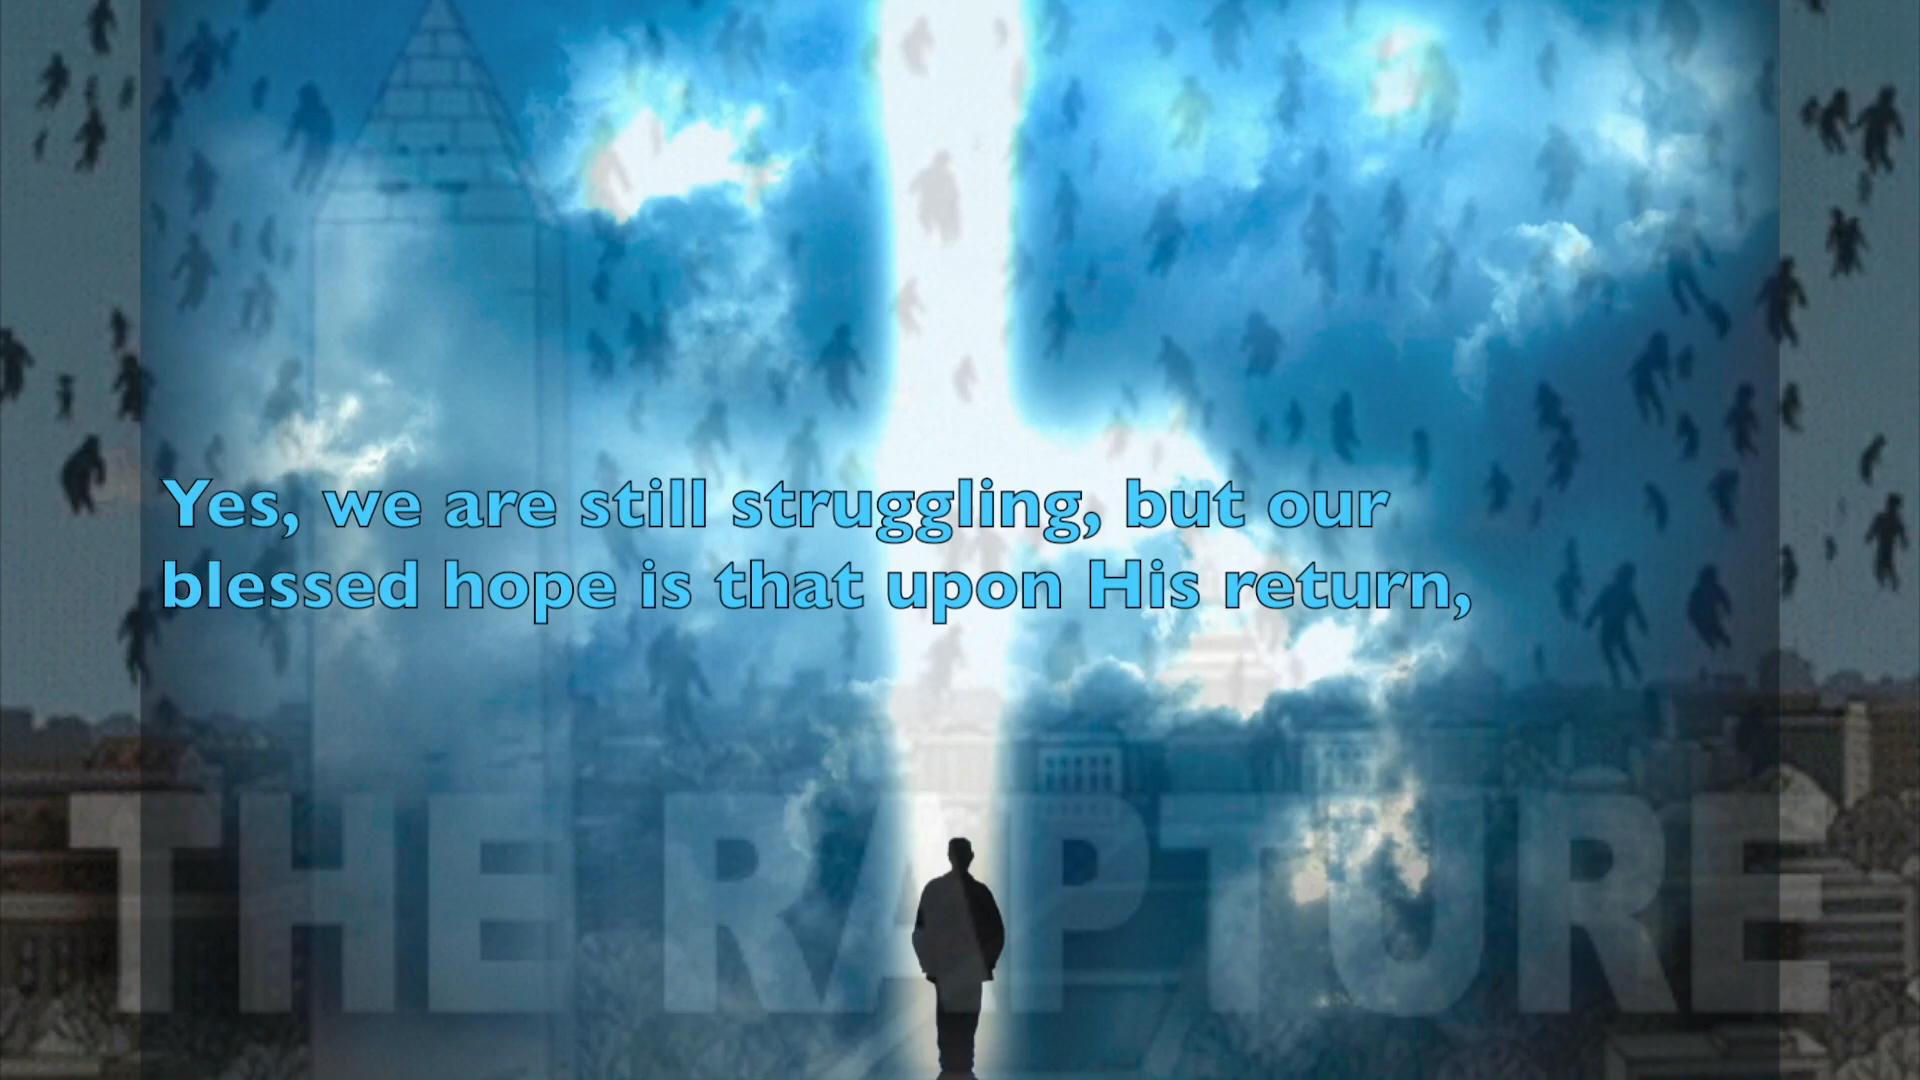 Yes, we are still struggling, but our
blessed hope is that upon His return,
THE RAPTURE